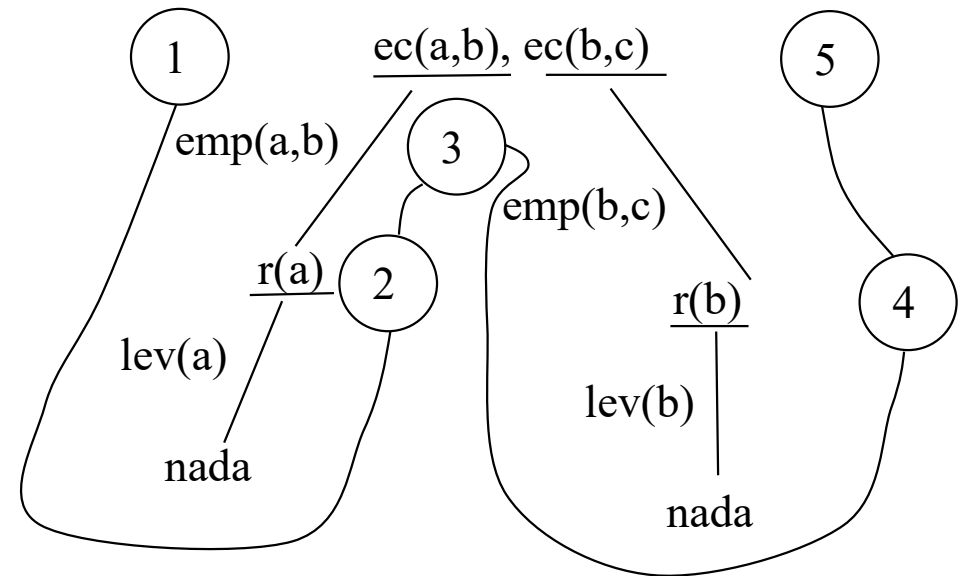 1
ec(a,b), ec(b,c)
5
emp(a,b)
3
emp(b,c)
r(a)
2
r(b)
4
lev(a)
lev(b)
nada
nada